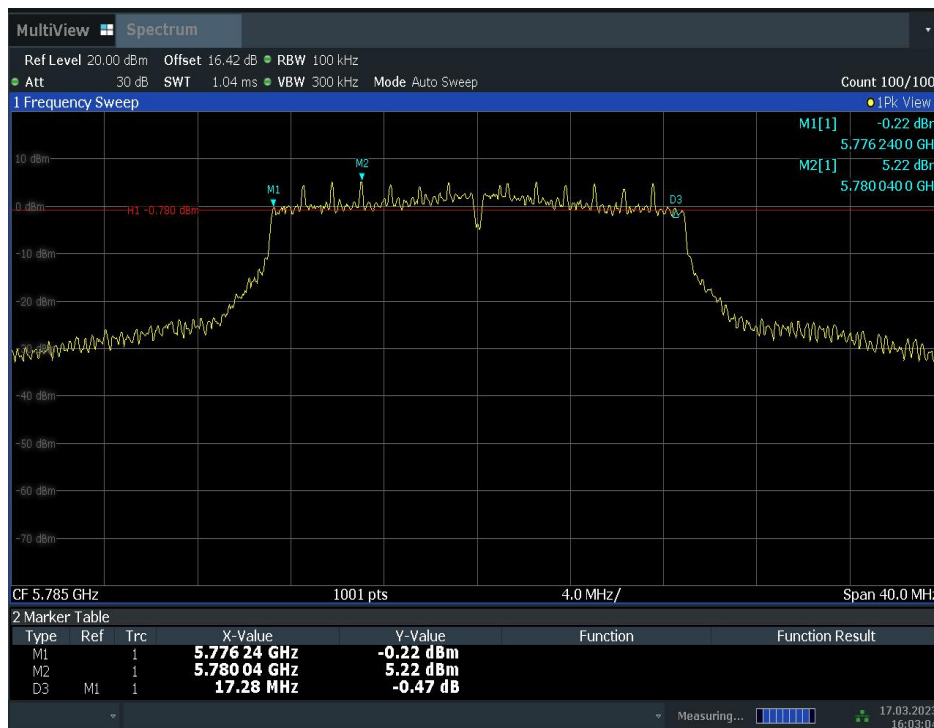 MultiView Spectrum
Ref Level 20.00 dBm Offset 16.42 dB RBW 100 kHz
Att 30 dB SWT 1.04 ms VBW 300 kHz Mode Auto Sweep Count 100/100
1 Frequency Sweep 1Pk View
M1[1] -0.22 dBm
5.776 2400 GH
M2[1] 5.22 dBm
5.780 0400 GH
10 dBm
M2
M1
D3
0 dBm
H1 -0.780 dBm
-10 dBm
-20 dBm
-40 dBm
-50 dBm
-60 dBm
-70 dBm
CF 5.785 GHz 1001 pts 4.0 MHz/ Span 40.0 MHz
2 Marker Table
Type Ref Trc X-Value Y-Value Function Function Result
M1 1 5.776 24 GHz -0.22 dBm
M2 1 5.780 04 GHz 5.22 dBm
D3 M1 1 17.28 MHz -0.47 dB
Measuring... 17.03.2023
16:03:04